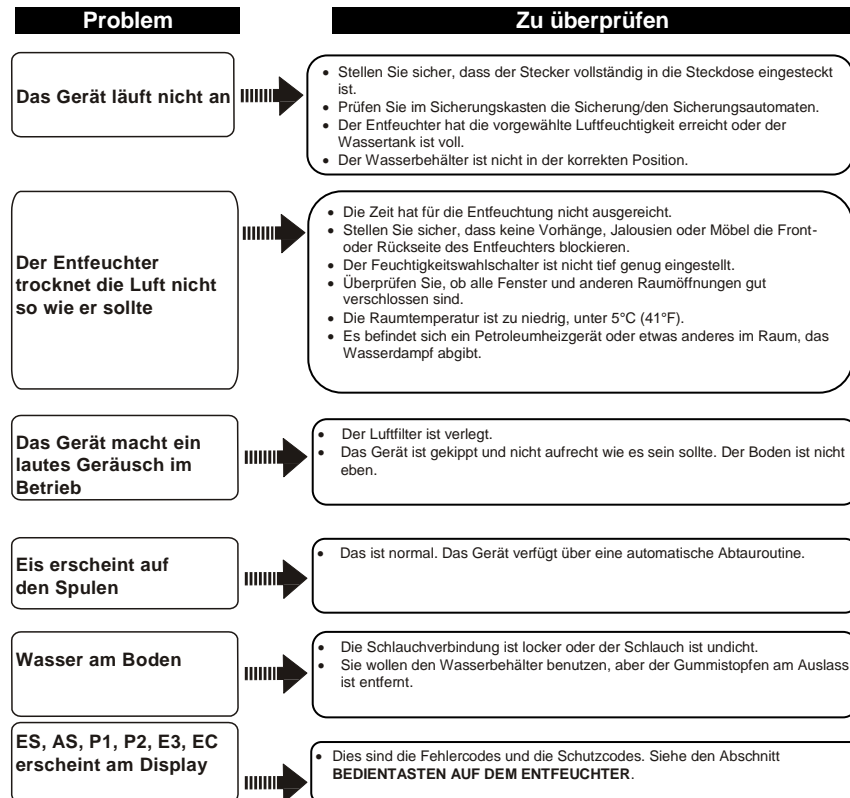 Problem
Zu überprüfen
Das Gerät läuft nicht an
• Stellen Sie sicher, dass der Stecker vollständig in die Steckdose eingesteckt
ist.
• Prüfen Sie im Sicherungskasten die Sicherung/den Sicherungsautomaten.
• Der Entfeuchter hat die vorgewählte Luftfeuchtigkeit erreicht oder der
Wassertank ist voll.
• Der Wasserbehälter ist nicht in der korrekten Position.
Der Entfeuchter
trocknet die Luft nicht
so wie er sollte
• Die Zeit hat für die Entfeuchtung nicht ausgereicht.
• Stellen Sie sicher, dass keine Vorhänge, Jalousien oder Möbel die Front-
oder Rückseite des Entfeuchters blockieren.
• Der Feuchtigkeitswahlschalter ist nicht tief genug eingestellt.
• Überprüfen Sie, ob alle Fenster und anderen Raumöffnungen gut
verschlossen sind.
• Die Raumtemperatur ist zu niedrig, unter 5°C (41°F).
• Es befindet sich ein Petroleumheizgerät oder etwas anderes im Raum, das
Wasserdampf abgibt.
Das Gerät macht ein
lautes Geräusch im
Betrieb
• Der Luftfilter ist verlegt.
• Das Gerät ist gekippt und nicht aufrecht wie es sein sollte. Der Boden ist nicht
eben.
Eis erscheint auf
den Spulen
• Das ist normal. Das Gerät verfügt über eine automatische Abtauroutine.
Wasser am Boden
• Die Schlauchverbindung ist locker oder der Schlauch ist undicht.
• Sie wollen den Wasserbehälter benutzen, aber der Gummistopfen am Auslass
ist entfernt.
ES, AS, P1, P2, E3, EC
erscheint am Display
• Dies sind die Fehlercodes und die Schutzcodes. Siehe den Abschnitt
BEDIENTASTEN AUF DEM ENTFEUCHTER.